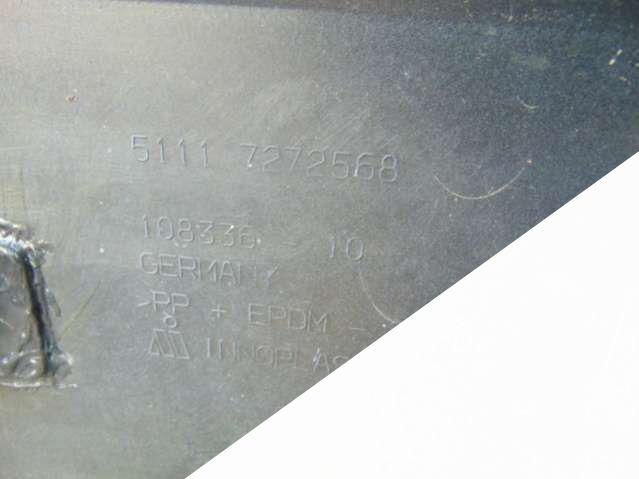 5111 7272568
108336 10
GERMANY
>PP + EPDM -
INNOPLAS